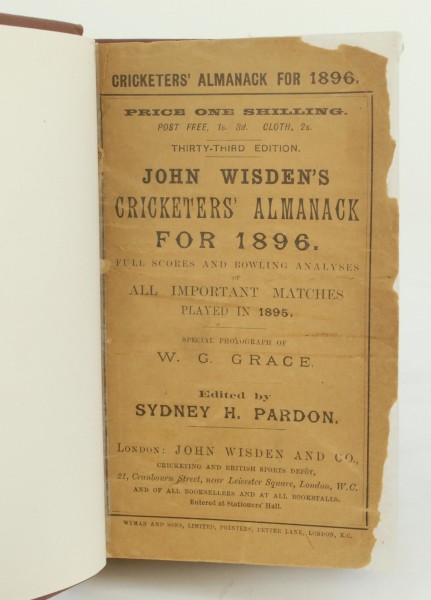 CRICKETERS' ALMANACK FOR 1896.
PRICE ONE SHILLING.
POST FREE, 1s. 3d. CLOTH, 2s.
THIRTY-THIRD EDITION.
JOHN WISDEN'S
CRICKETERS' ALMANACK
FOR 1896.
FULL SCORES AND BOWLING ANALYSES
OF
ALL IMPORTANT MATCHES
PLAYED IN 1895.
SPECIAL PHOTOGRAPH OF
W. G. GRACE.
Edited by
SYDNEY H. PARDON.
LONDON: JOHN WISDEN AND CO.,
CRICKETING AND BRITISH SPORTS DEPÔT,
21, Cranbourn Street, near Leicester Square, London, W.C.
AND OF ALL BOOKSELLERS AND AT ALL BOOKSTALLS.
Entered at Stationers' Hall.
WYMAN AND SONS, LIMITED, PRINTERS, FETTER LANE, LONDON, E.C.